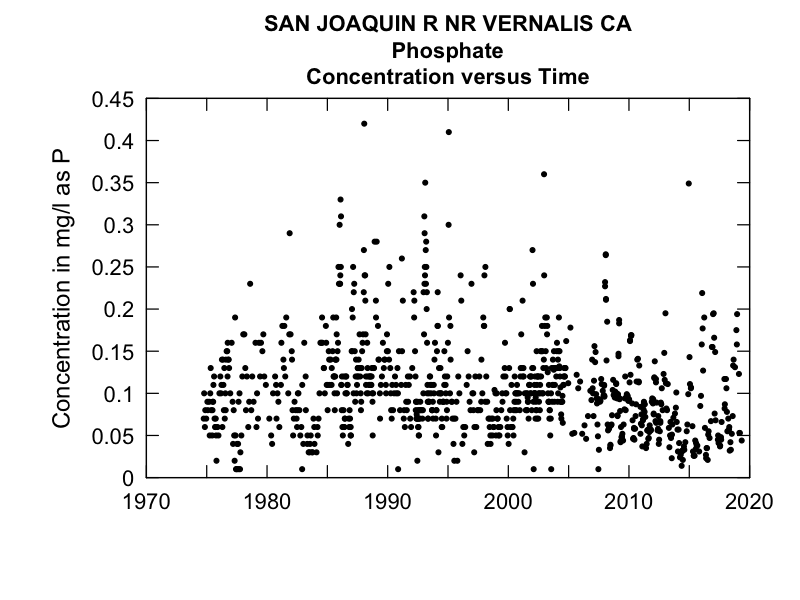 SAN JOAQUIN R NR VERNALIS CA
Phosphate
Concentration versus Time
Concentration in mg/l as P
0.45
0.4
0.35
0.3
0.25
0.2
0.15
0.1
0.05
0
1970 1980 1990 2000 2010 2020